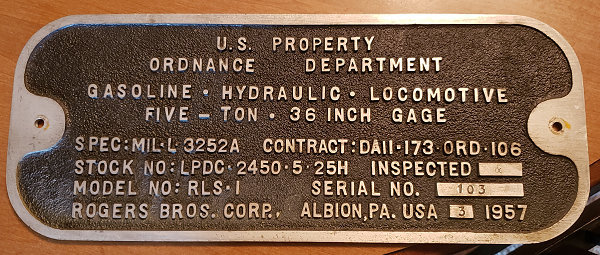 U.S. PROPERTY
ORDNANCE DEPARTMENT
GASOLINE · HYDRAULIC · LOCOMOTIVE
FIVE — TON · 36 INCH GAGE
SPEC: MIL·L 3252A CONTRACT: DA11·173·ORD·106
STOCK NO: LPDC·2450·5·25H INSPECTED
MODEL NO: RLS·1 SERIAL NO. 103
ROGERS BROS. CORP., ALBION, PA. USA 3 1957